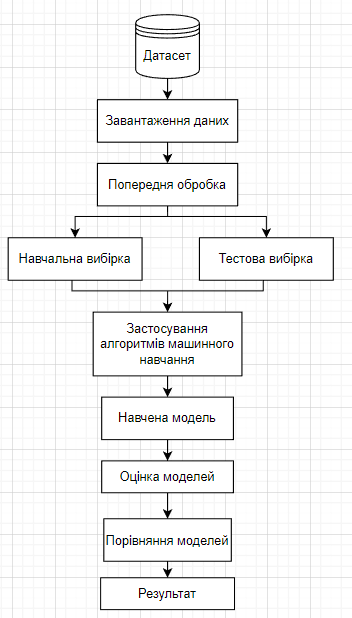 Датасет
Завантаження даних
Попередня обробка
Навчальна вибірка
Тестова вибірка
Застосування
алгоритмів машинного
навчання
Навчена модель
Оцінка моделей
Порівняння моделей
Результат